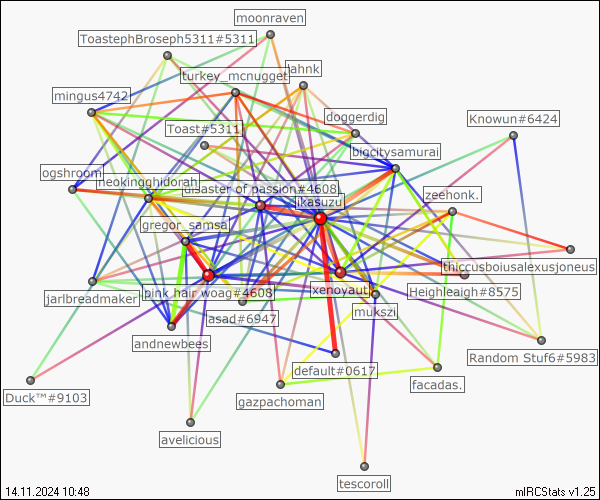 moonraven
ToastephBroseph5311#5311
turkey_mcnugget
ahnk
mingus4742
doggerdig
Knowun#6424
Toast#5311
bigcitysamurai
ogshroom
neokingghidorah
disaster of passion#4608
ikasuzu
zeehonk.
gregor_samsa
thiccusboiusalexusjoneus
pink hair woag#4608
xenoyaut
Heighleagh#8575
jarlbreadmaker
asad#6947
mukszi
andnewbees
Random Stuf6#5983
default#0617
facadas.
Duck™#9103
gazpachoman
avelicious
tescoroll
14.11.2024 10:48
mIRCStats v1.25